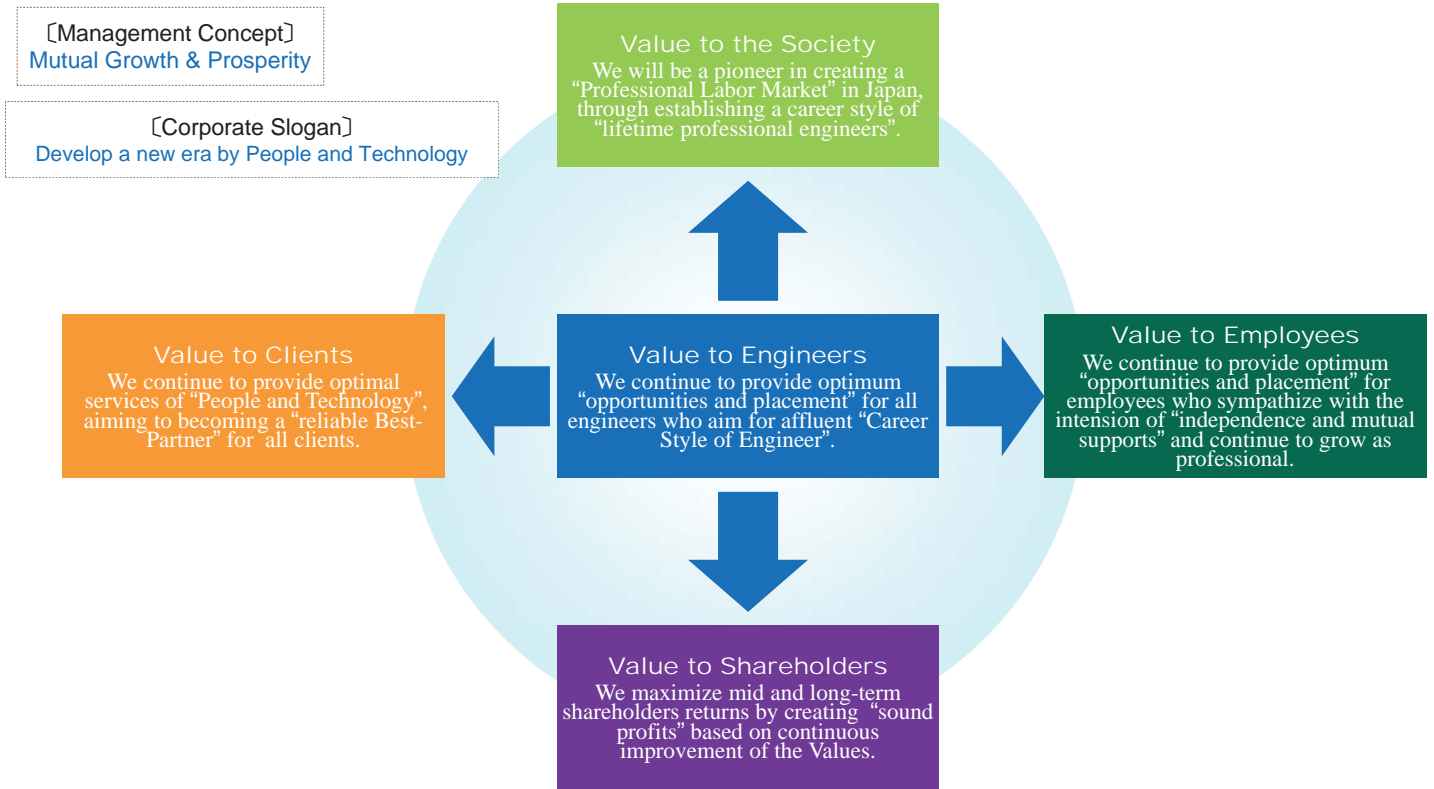 〔Management Concept〕
Mutual Growth & Prosperity
〔Corporate Slogan〕
Develop a new era by People and Technology
Value to the Society
We will be a pioneer in creating a
“Professional Labor Market” in Japan,
through establishing a career style of
“lifetime professional engineers”.
Value to Clients
We continue to provide optimal
services of “People and Technology”,
aiming to becoming a “reliable Best-
Partner” for all clients.
Value to Engineers
We continue to provide optimum
“opportunities and placement” for all
engineers who aim for affluent “Career
Style of Engineer”.
Value to Employees
We continue to provide optimum
“opportunities and placement” for
employees who sympathize with the
intension of “independence and mutual
supports” and continue to grow as
professional.
Value to Shareholders
We maximize mid and long-term
shareholders returns by creating “sound
profits” based on continuous
improvement of the Values.